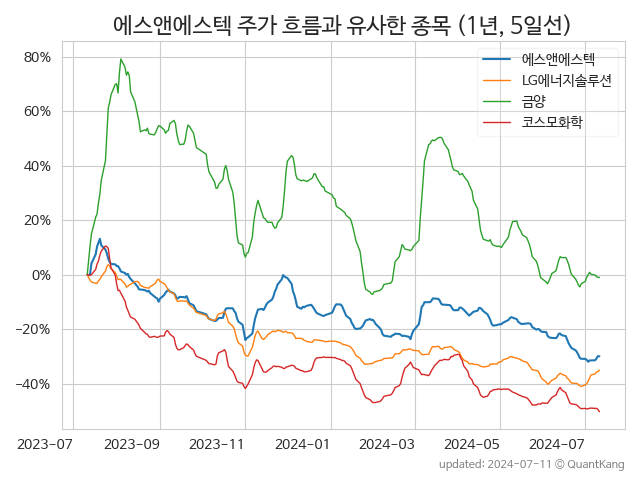 에스앤에스텍 주가 흐름과 유사한 종목 (1년, 5일선)
에스앤에스텍
LG에너지솔루션
금양
코스모화학
80%
60%
40%
20%
0%
−20%
−40%
2023−07
2023−09
2023−11
2024−01
2024−03
2024−05
2024−07
updated: 2024-07-11 © QuantKang